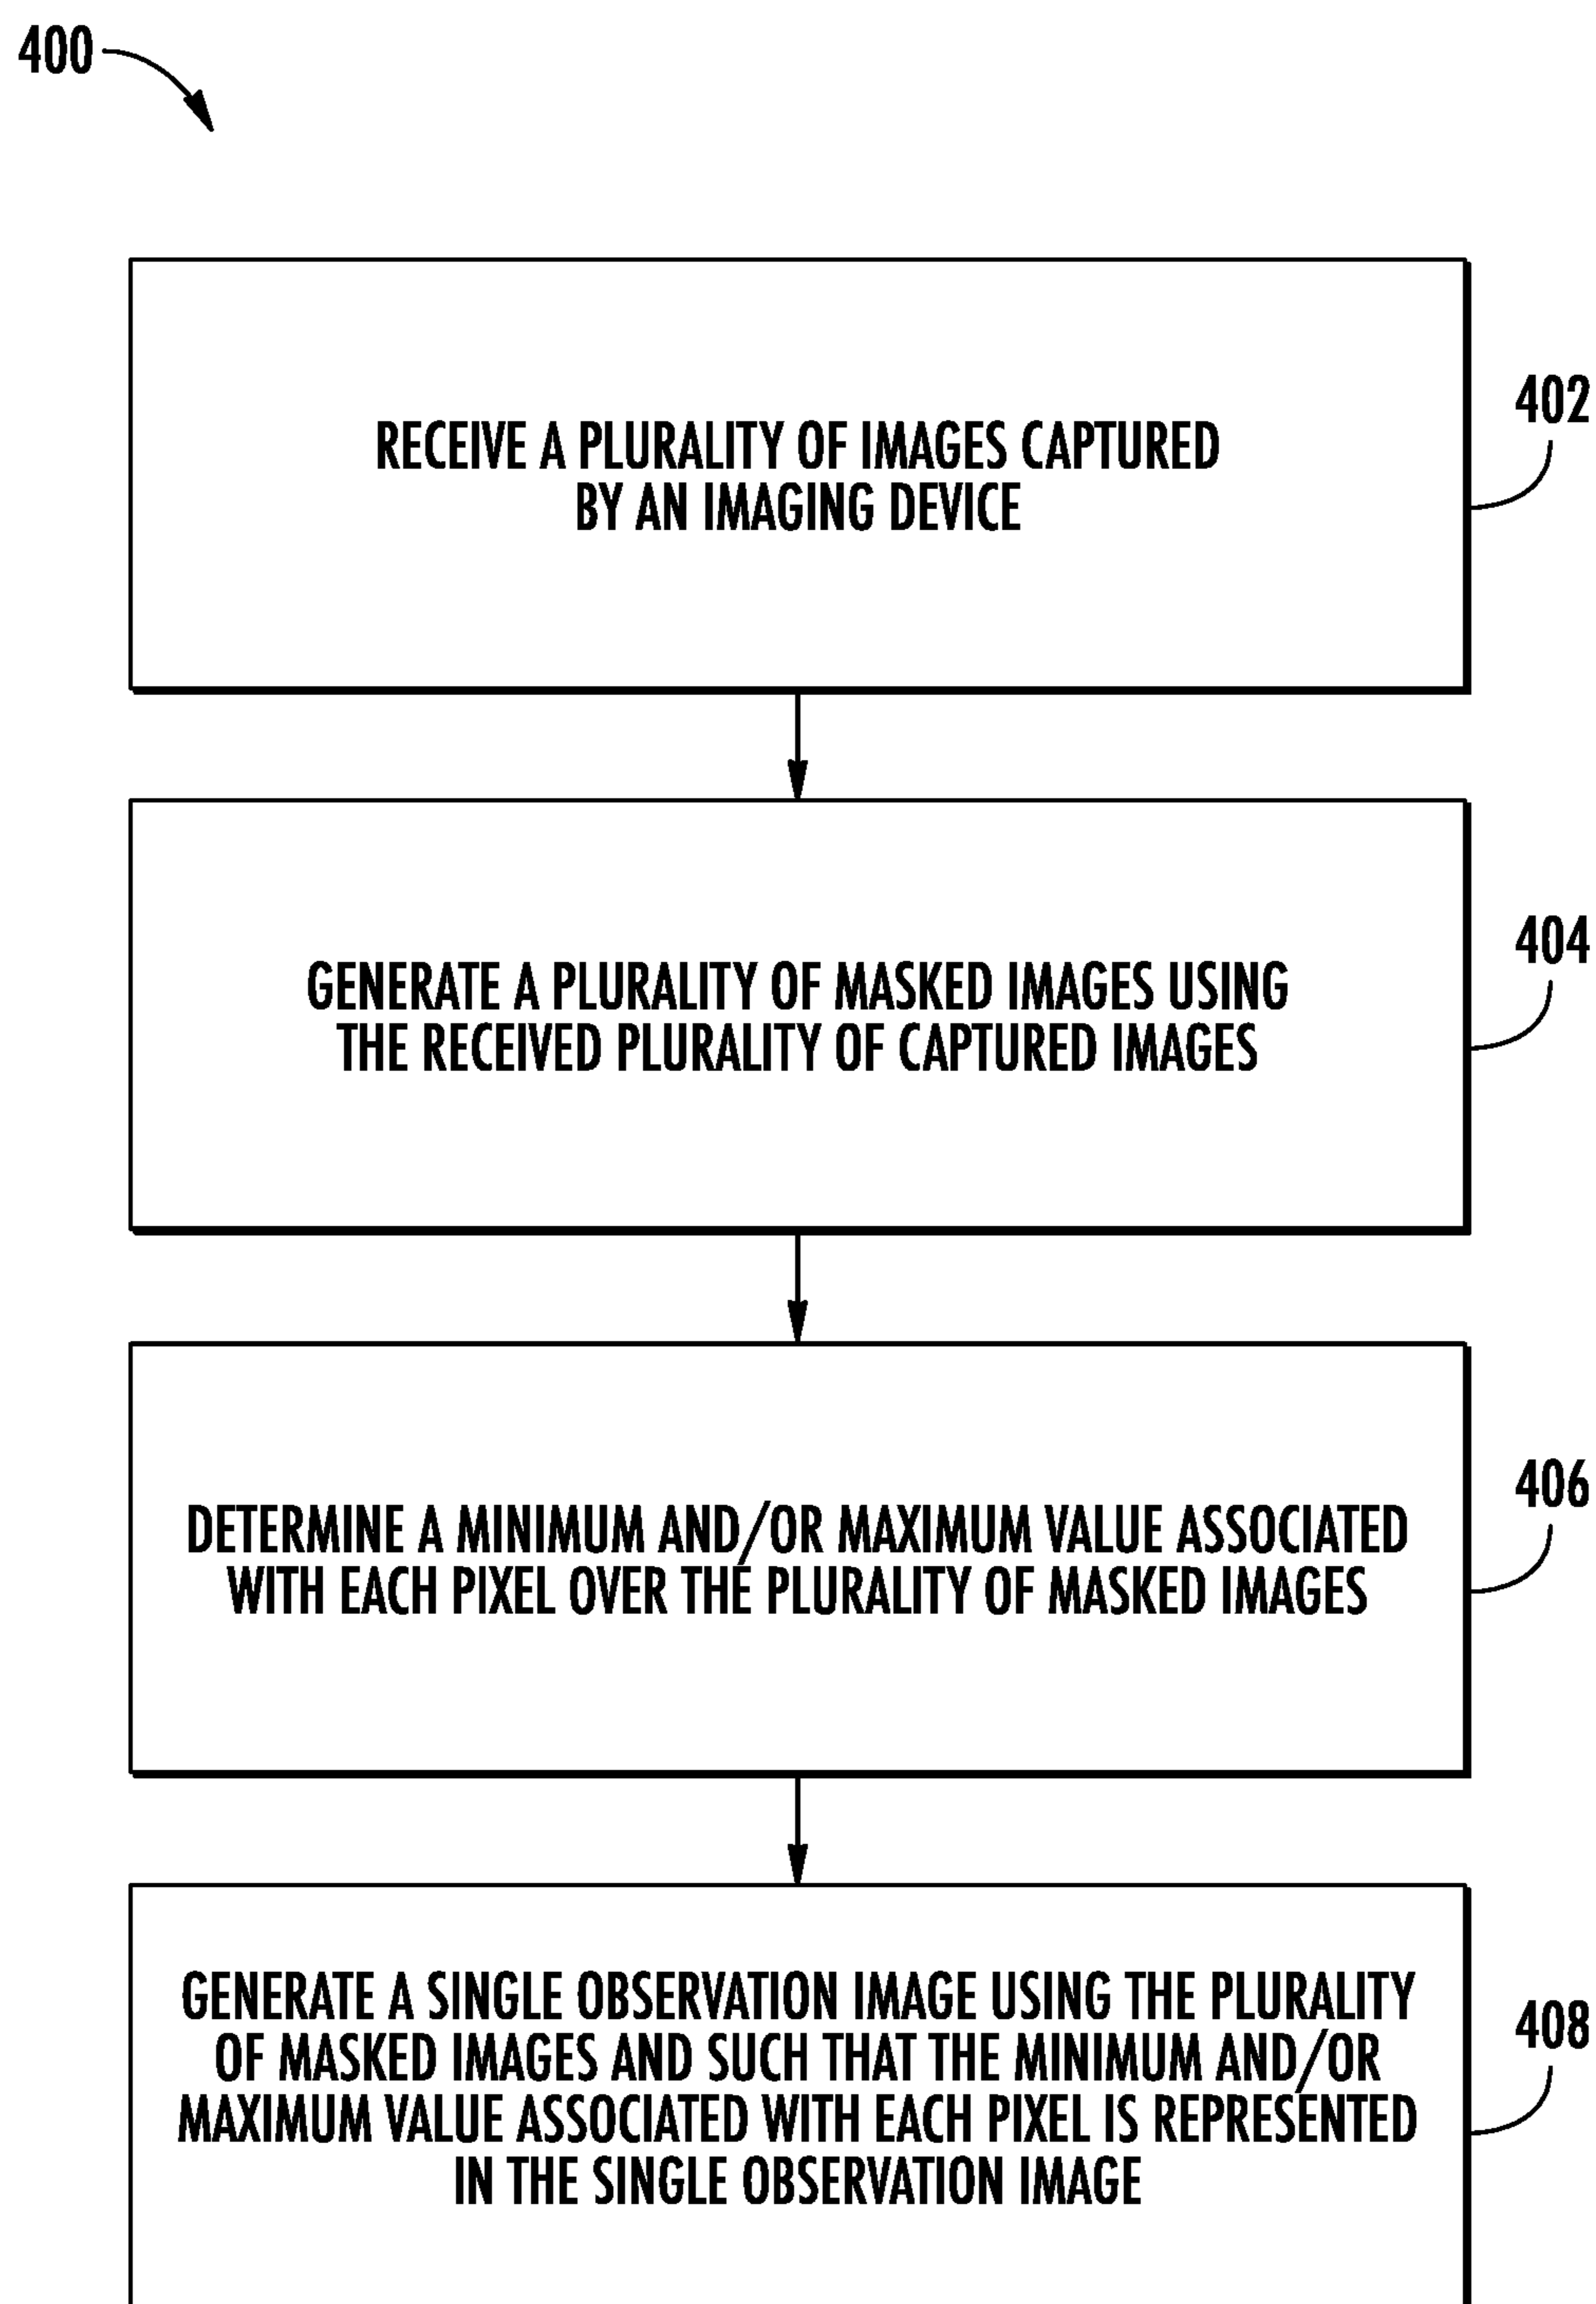 400
RECEIVE A PLURALITY OF IMAGES CAPTURED
BY AN IMAGING DEVICE
402
GENERATE A PLURALITY OF MASKED IMAGES USING
THE RECEIVED PLURALITY OF CAPTURED IMAGES
404
DETERMINE A MINIMUM AND/OR MAXIMUM VALUE ASSOCIATED
WITH EACH PIXEL OVER THE PLURALITY OF MASKED IMAGES
406
GENERATE A SINGLE OBSERVATION IMAGE USING THE PLURALITY
OF MASKED IMAGES AND SUCH THAT THE MINIMUM AND/OR
MAXIMUM VALUE ASSOCIATED WITH EACH PIXEL IS REPRESENTED
IN THE SINGLE OBSERVATION IMAGE
408